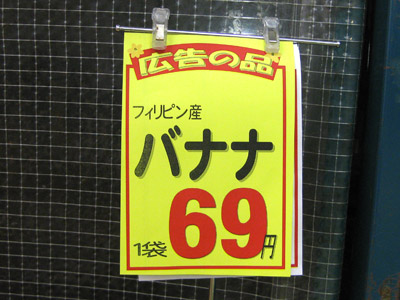 広告の品
フィリピン産
バナナ
1袋 69円